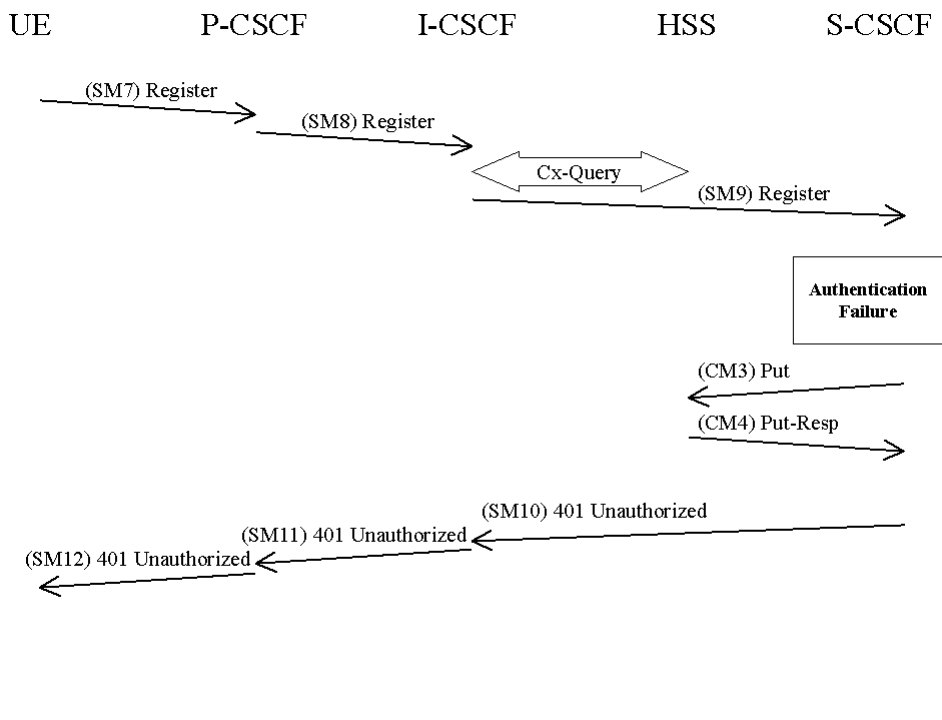 UE P-CSCF I-CSCF HSS S-CSCF
(SM7) Register
(SM8) Register
Cx-Query
(SM9) Register
Authentication
Failure
(CM3) Put
(CM4) Put-Resp
(SM10) 401 Unauthorized
(SM11) 401 Unauthorized
(SM12) 401 Unauthorized